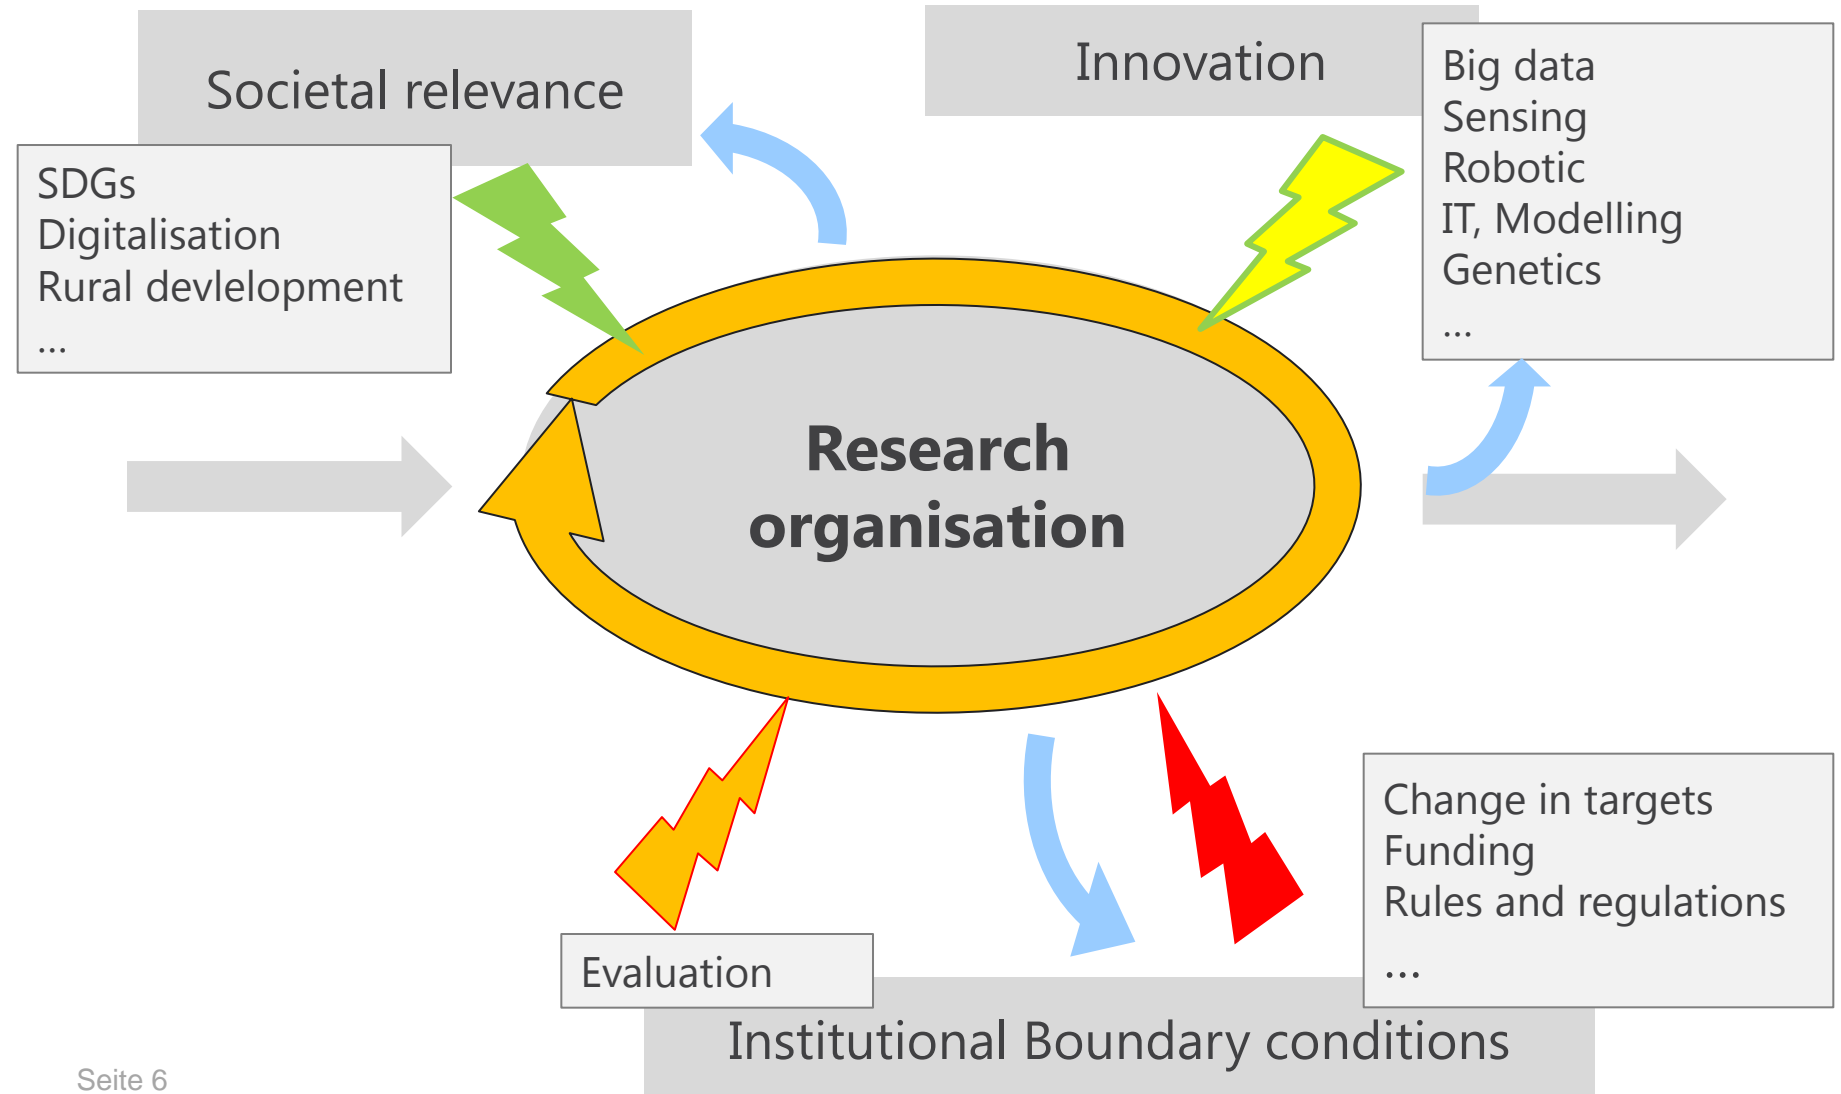 Societal relevance
SDGs
Digitalisation
Rural devlelopment
...
Innovation
Big data
Sensing
Robotic
IT, Modelling
Genetics
...
Research
organisation
Evaluation
Change in targets
Funding
Rules and regulations
...
Institutional Boundary conditions
Seite 6